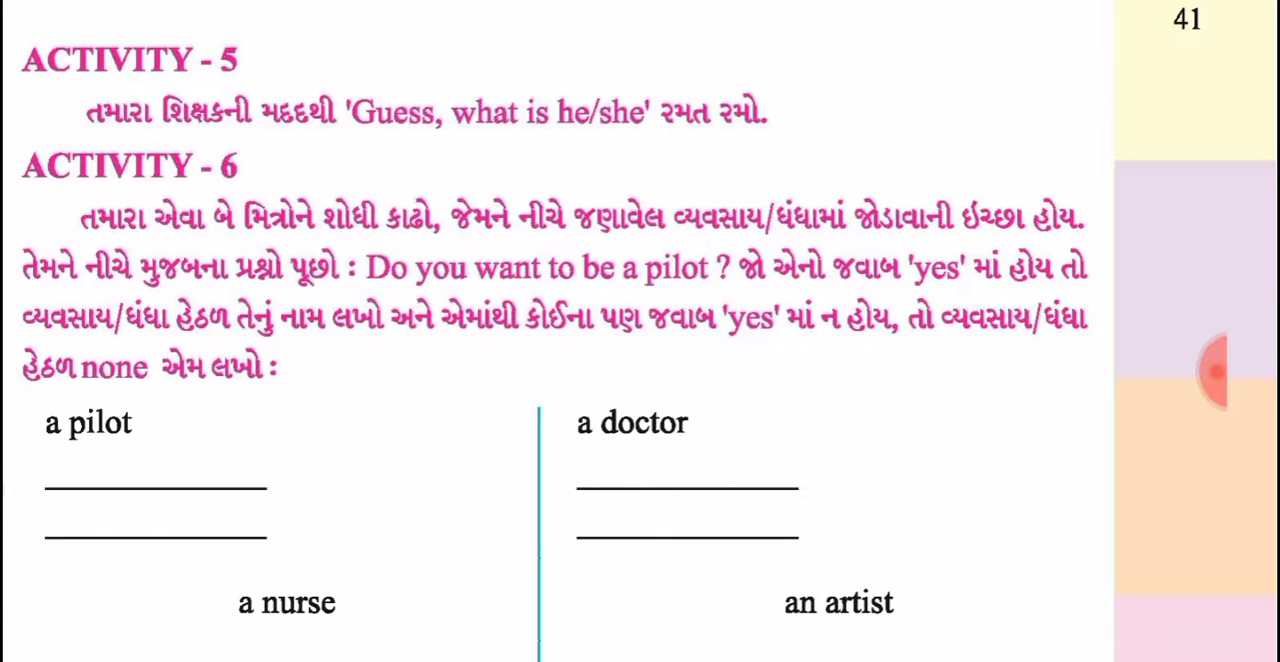 41
ACTIVITY - 5
તમારા શિક્ષકની મદદથી 'Guess, what is he/she' રમત રમો.
ACTIVITY - 6
તમારા એવા બે મિત્રોને શોધી કાઢો, જેમને નીચે જણાવેલ વ્યવસાય/ધંધામાં જોડાવાની ઇચ્છા હોય.
તેમને નીચે મુજબના પ્રશ્નો પૂછો : Do you want to be a pilot ? જો એનો જવાબ 'yes' માં હોય તો
વ્યવસાય/ધંધા હેઠળ તેનું નામ લખો અને એમાંથી કોઈના પણ જવાબ 'yes' માં ન હોય, તો વ્યવસાય/ધંધા
હેઠળ none એમ લખો :
a pilot
a doctor
a nurse
an artist